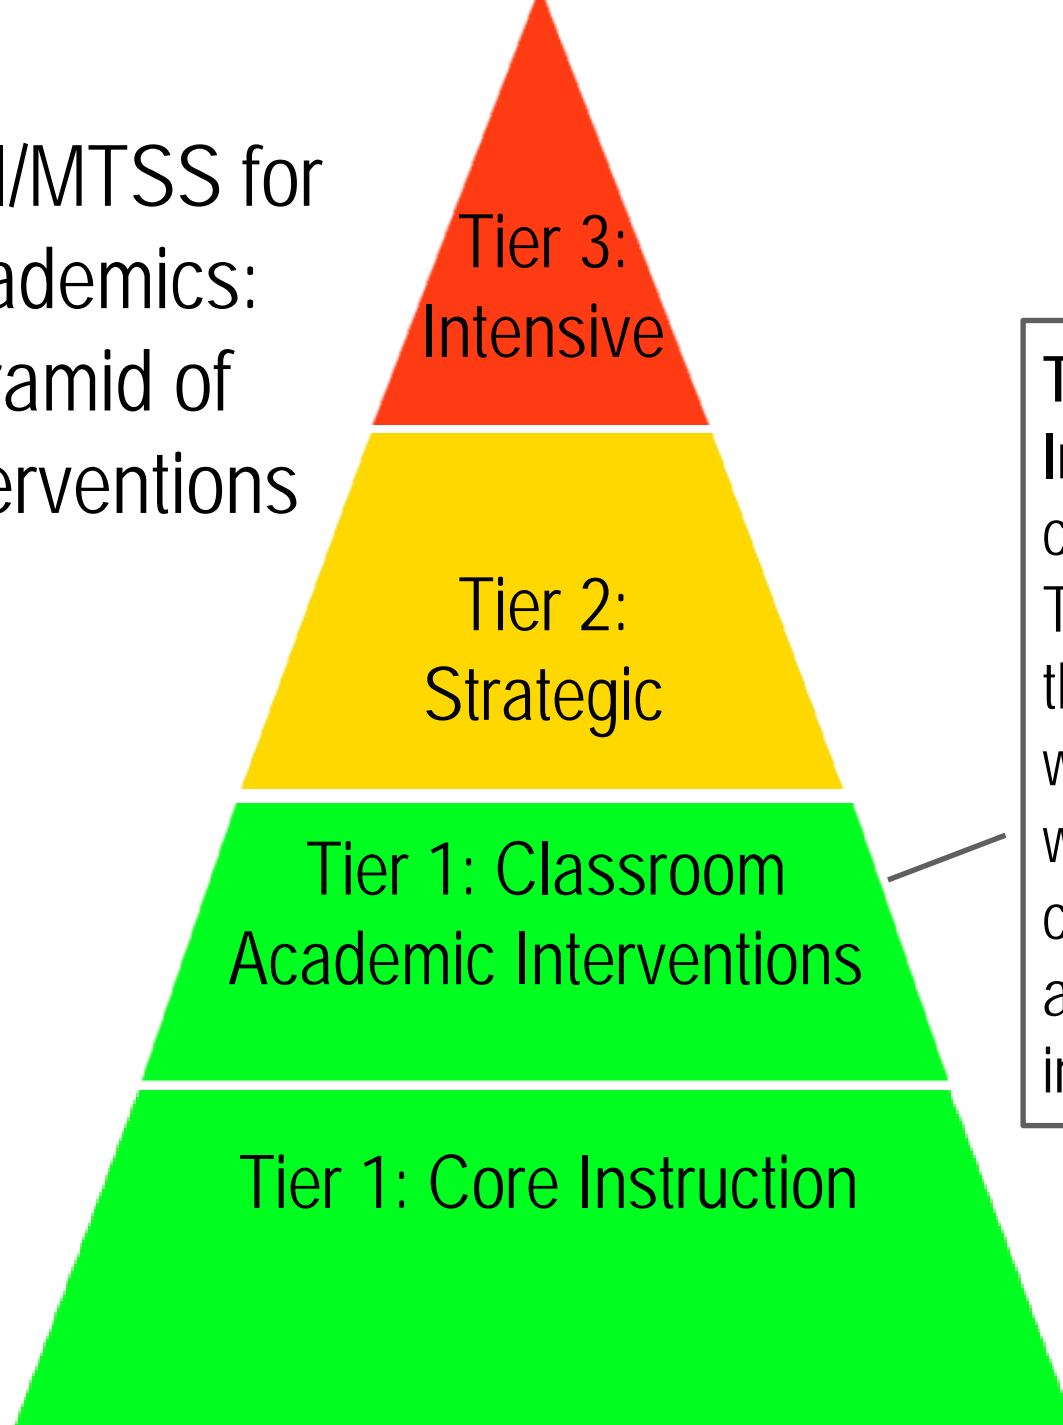 I/MTSS for
ademics:
ramid of
erventions
Tier 3:
Intensive
Tier 2:
Strategic
Tier 1: Classroom
Academic Interventions
Tier 1: Core Instruction